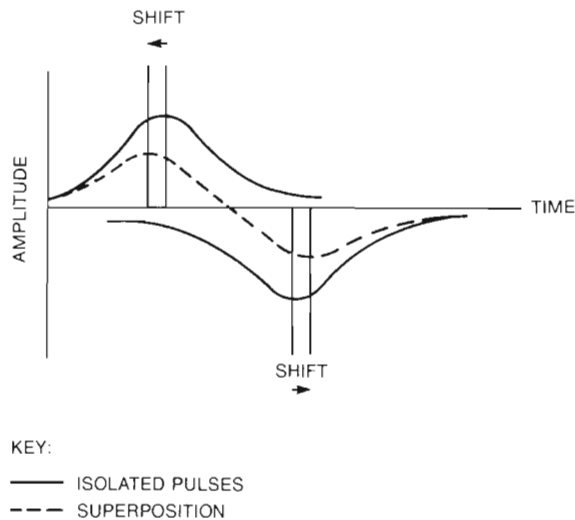 SHIFT
AMPLITUDE
TIME
SHIFT
KEY:
ISOLATED PULSES
SUPERPOSITION